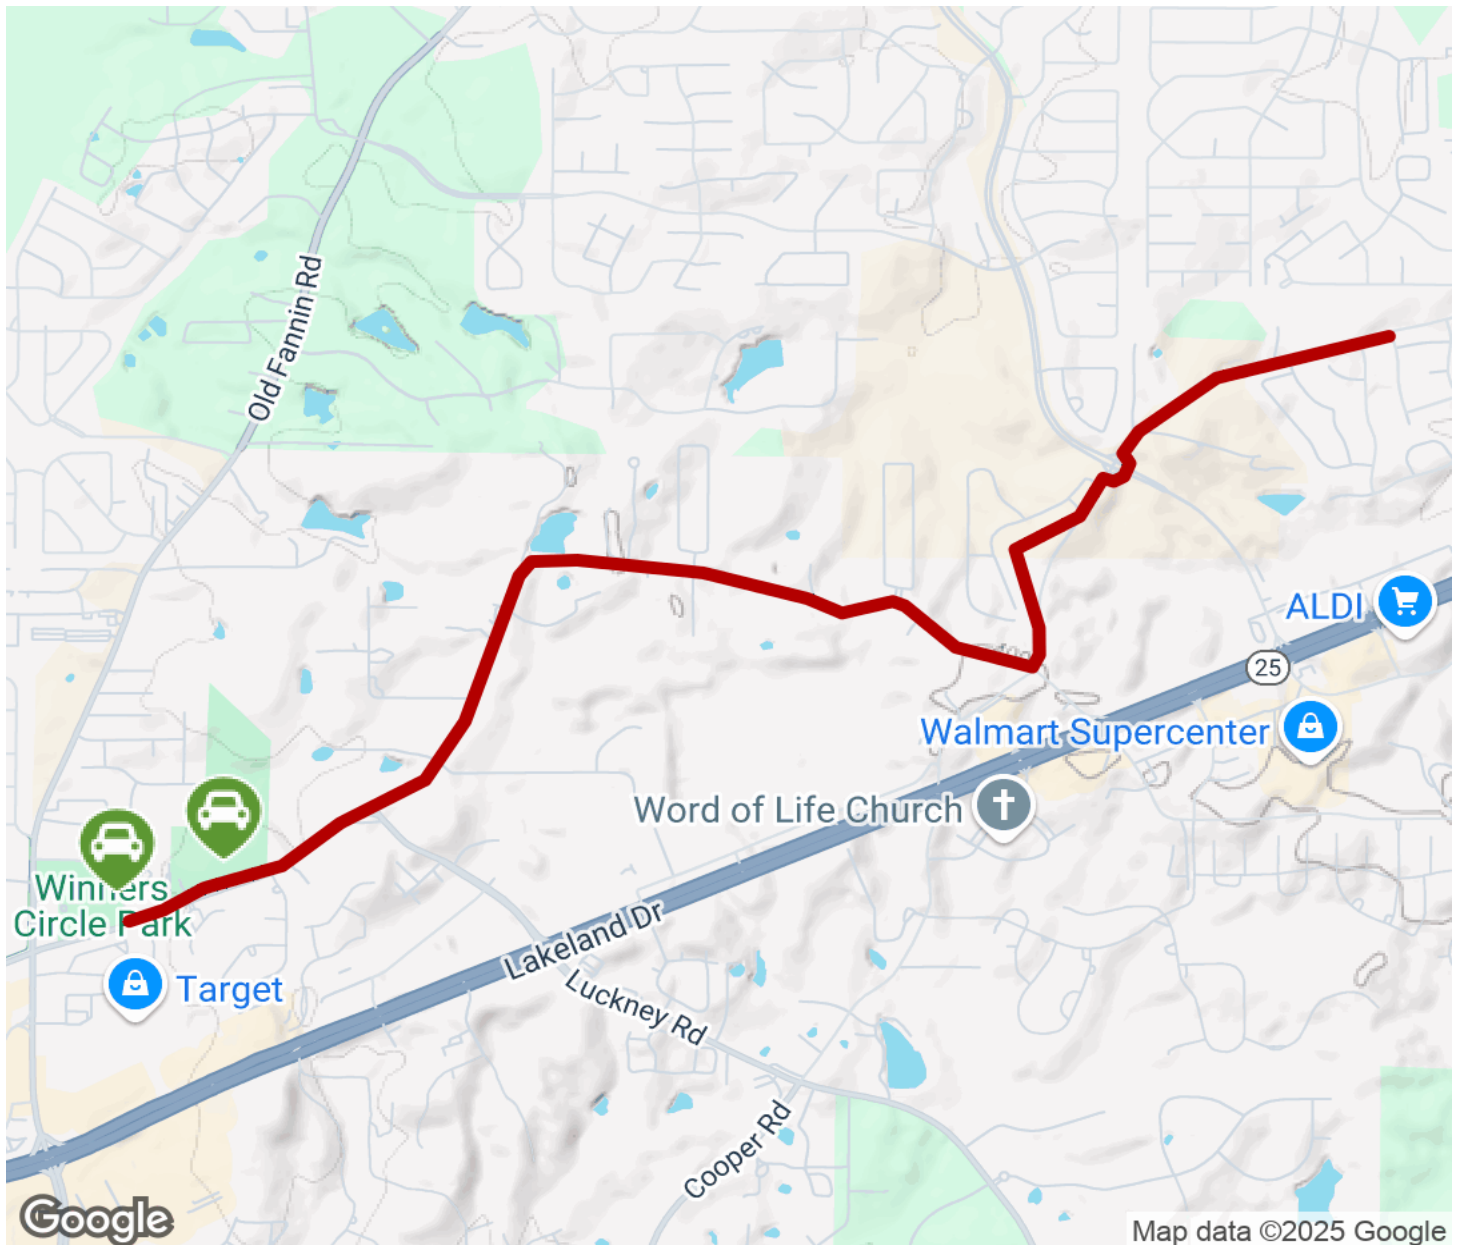 Old Fannin Rd
ALDI
25
Walmart Supercenter
Word of Life Church
Winners
Circle Park
Lakeland Dr
Target
Luckney Rd
Cooper Rd
Google
Map data ©2025 Google